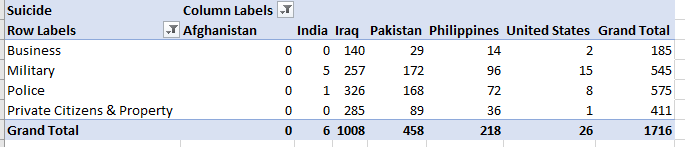 Suicide Column Labels
Row Labels Afghanistan India Iraq Pakistan Philippines United States Grand Total
Business 0 0 140 29 14 2 185
Military 0 5 257 172 96 15 545
Police 0 1 326 168 72 8 575
Private Citizens & Property 0 0 285 89 36 1 411
Grand Total 0 6 1008 458 218 26 1716